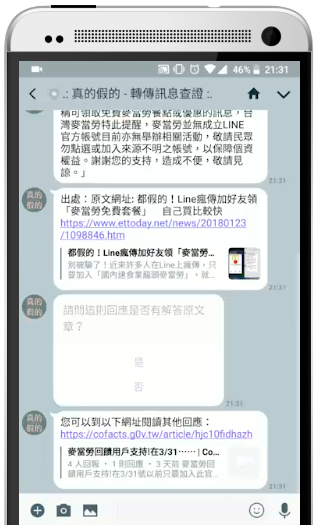 46% 21:31
.: 真的假的 - 轉傳訊息查證 :.
稿可領取免費麥當勞餐點或優惠的訊息，台
灣麥當勞特此提醒，麥當勞並無成立LINE
官方帳號目前亦無舉辦相關活動，敬請民眾
勿點選或加入來源不明之帳號，以保障個資
權益。謝謝您的支持，造成不便，敬請見
諒。」
21:31
真的
假的
出處：原文網址: 都假的！Line瘋傳加好友領
「麥當勞免費套餐」　自己買比較快
https://www.ettoday.net/news/20180123
/1098846.htm
都假的！Line瘋傳加好友領「麥當勞...
別被騙了！近來許多人在Line上瘋傳，只
要加入「國內速食業龍頭麥當勞」，就...
21:31
真的
假的
請問這則回應是否有解答原文
章？
是
否
21:31
真的
假的
您可以到以下網址閱讀其他回應：
https://cofacts.g0v.tw/article/hjc10fidhazh
麥當勞回饋用戶支持!在3/31⋯⋯ | Co...
4 人回報 ・ 1 則回應 ・ 3 天前 麥當勞回
饋用戶支持!在3/31號以前只要加入此官...
21:31